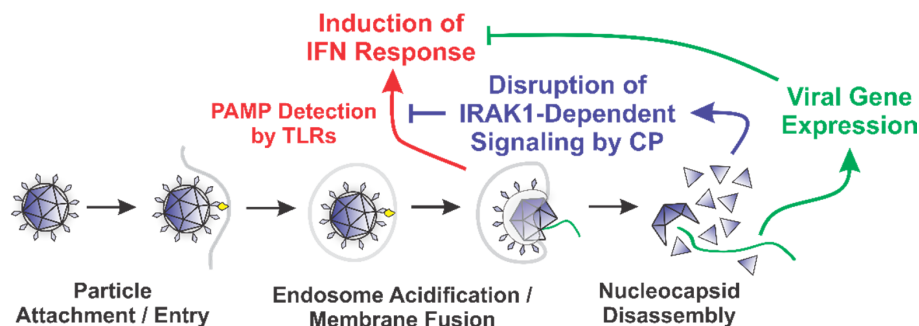 Induction of
IFN Response
Disruption of
IRAK1-Dependent
Signaling by CP
Viral Gene
Expression
PAMP Detection
by TLRs
Particle
Attachment / Entry
Endosome Acidification /
Membrane Fusion
Nucleocapsid
Disassembly